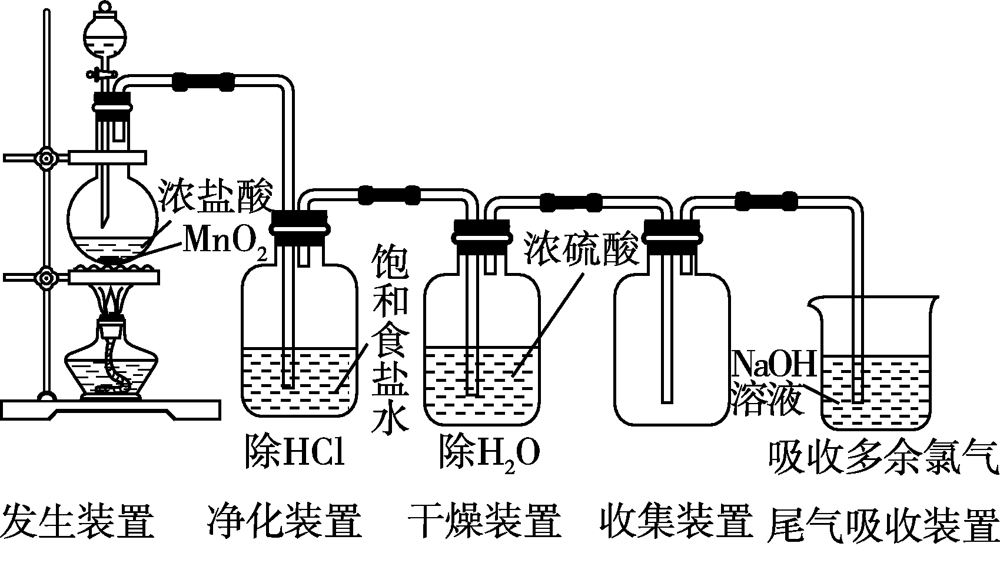 浓盐酸
MnO₂
饱和食盐水
浓硫酸
NaOH
溶液
除HCl
除H₂O
吸收多余氯气
发生装置
净化装置
干燥装置
收集装置
尾气吸收装置